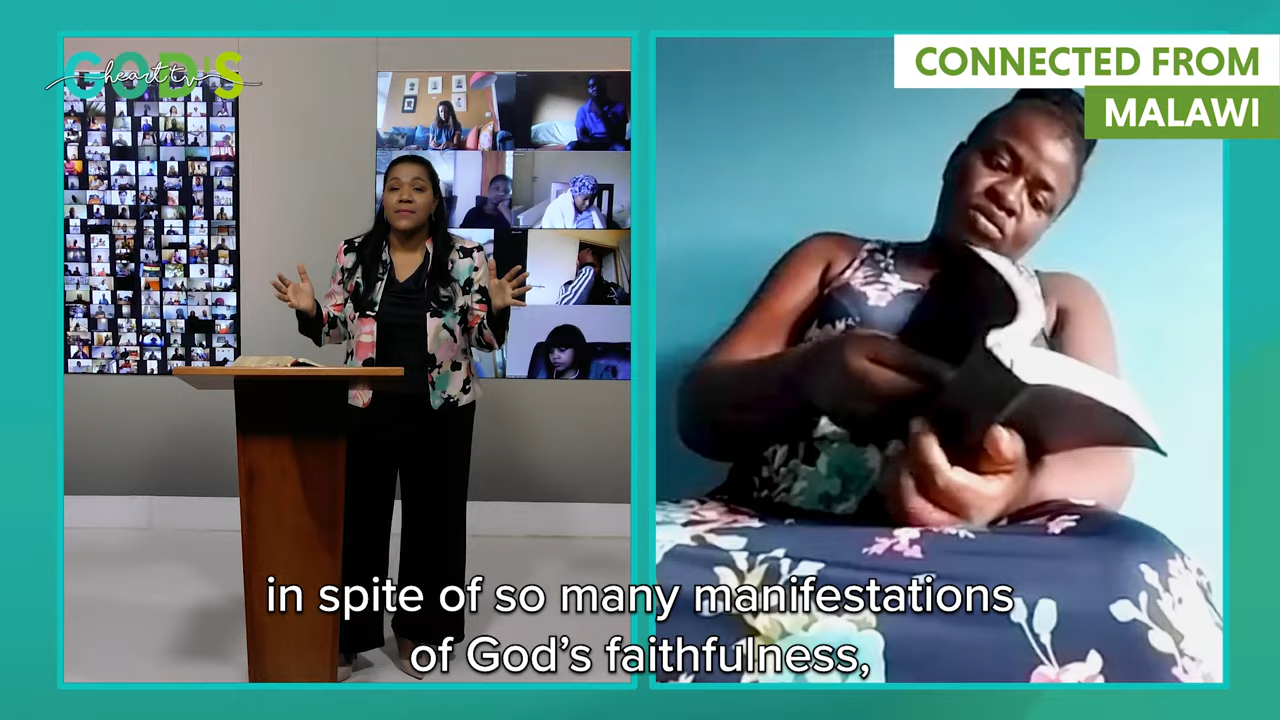 GOD'S
heart tv
CONNECTED FROM
MALAWI
in spite of so many manifestations
of God's faithfulness,